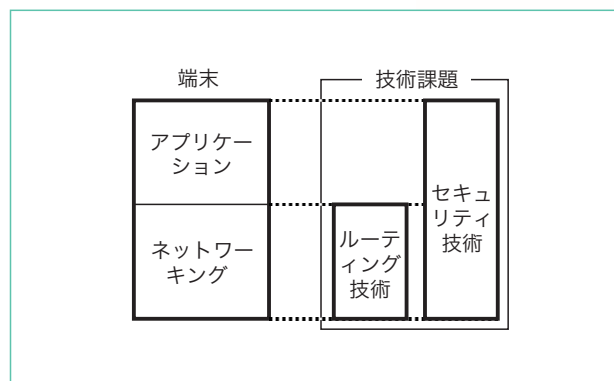 端末
技術課題
アプリケー
ション
ネットワー
キング
ルーテ
ィング
技術
セキュ
リティ
技術